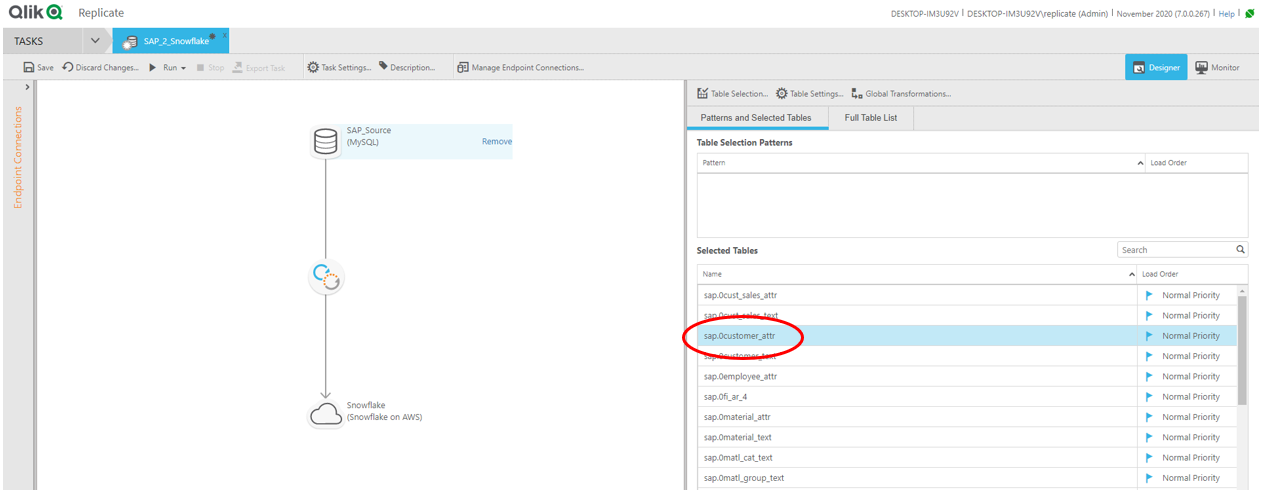 Qlik Replicate DESKTOP-IM3U92V | DESKTOP-IM3U92V\replicate (Admin) | November 2020 (7.0.0.267) | Help |
TASKS SAP_2_Snowflake* x
Save Discard Changes... Run Stop Export Task Task Settings... Description... Manage Endpoint Connections... Designer Monitor
Endpoint Connections
SAP_Source
(MySQL) Remove
Snowflake
(Snowflake on AWS)
Table Selection... Table Settings... Global Transformations...
Patterns and Selected Tables Full Table List
Table Selection Patterns
Pattern Load Order
Selected Tables Search
Name Load Order
sap.0cust_sales_attr Normal Priority
sap.0cust_sales_text Normal Priority
sap.0customer_attr Normal Priority
sap.0customer_text Normal Priority
sap.0employee_attr Normal Priority
sap.0fi_ar_4 Normal Priority
sap.0material_attr Normal Priority
sap.0material_text Normal Priority
sap.0matl_cat_text Normal Priority
sap.0matl_group_text Normal Priority